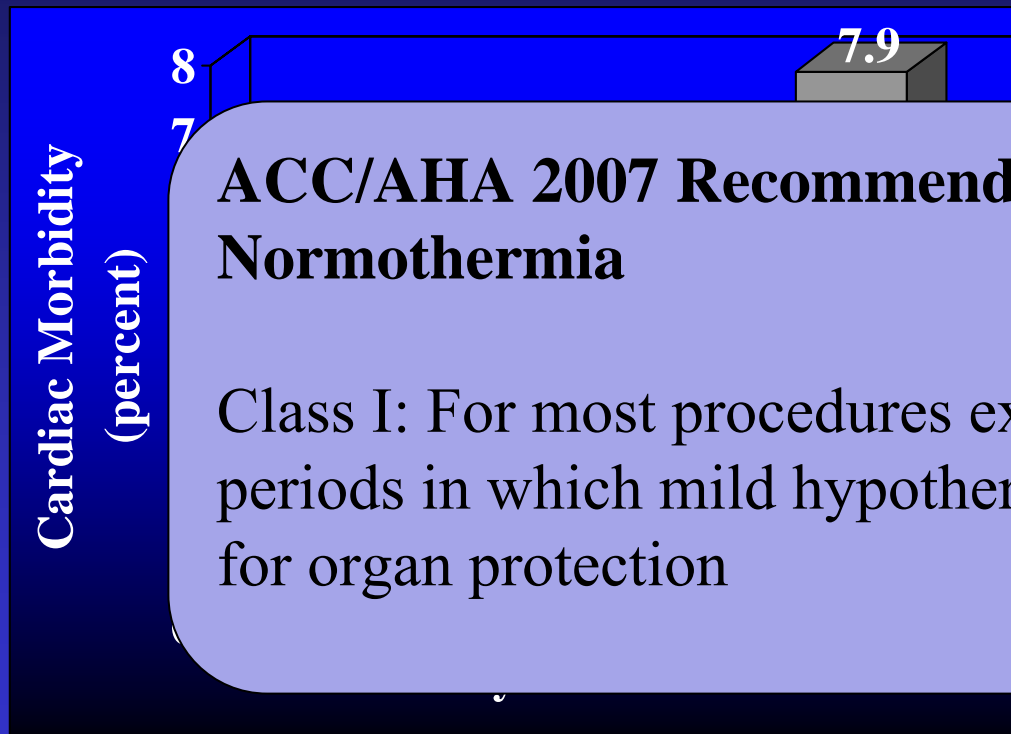 7.9
8
7
Cardiac Morbidity
(percent)
ACC/AHA 2007 Recommend
Normothermia
Class I: For most procedures ex
periods in which mild hypother
for organ protection